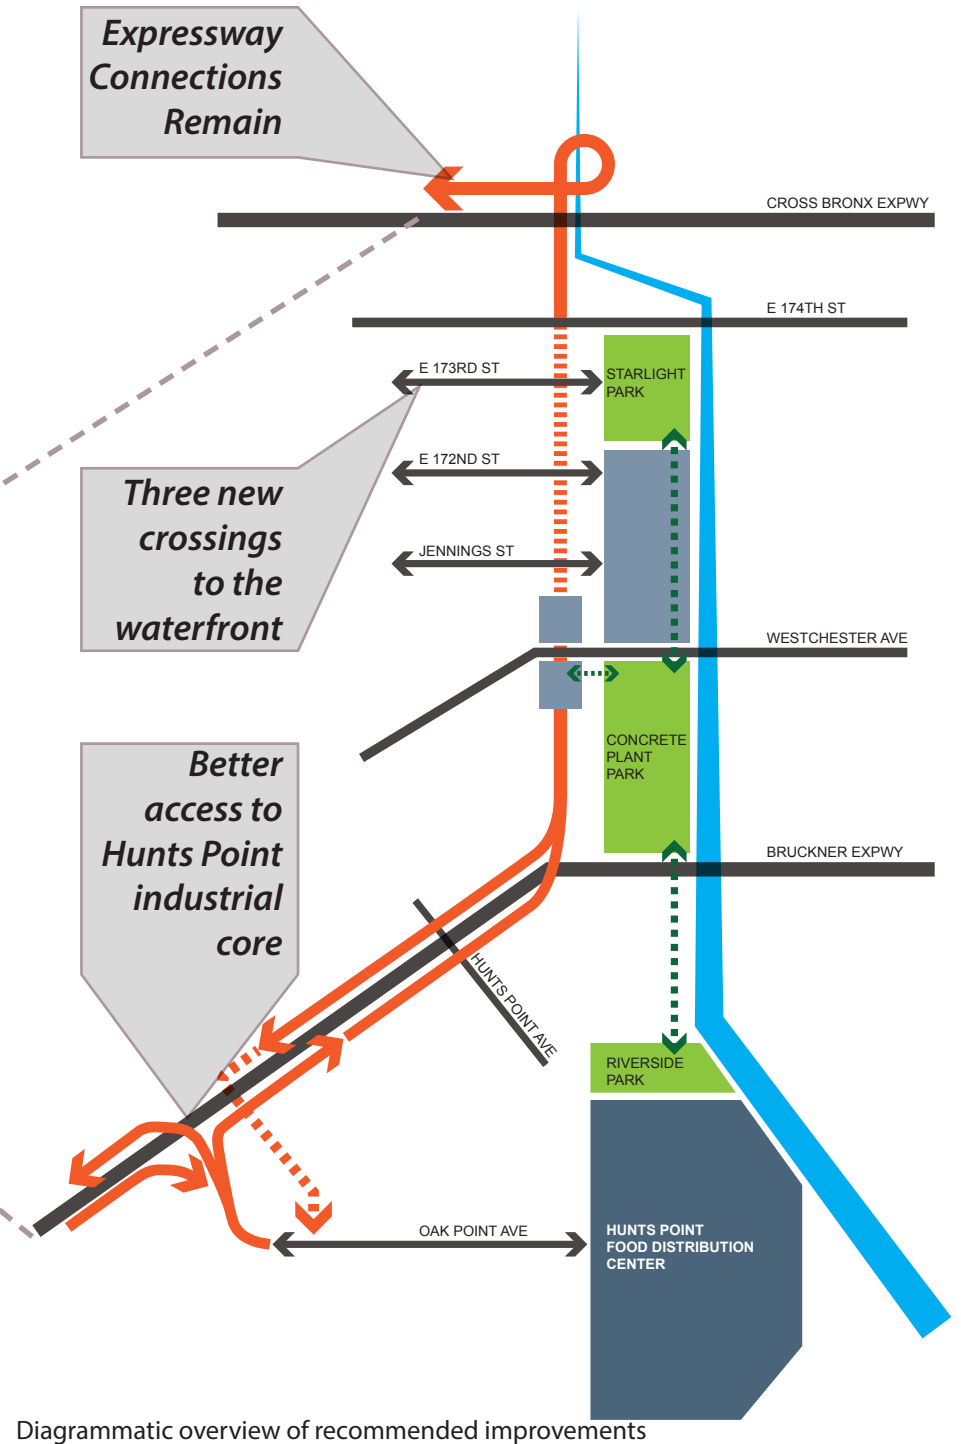 Expressway
Connections
Remain
CROSS BRONX EXPWY
E 174TH ST
E 173RD ST
STARLIGHT
PARK
E 172ND ST
Three new
crossings
to the
waterfront
JENNINGS ST
WESTCHESTER AVE
CONCRETE
PLANT
PARK
Better
access to
Hunts Point
industrial
core
BRUCKNER EXPWY
HUNTS POINT AVE
RIVERSIDE
PARK
OAK POINT AVE
HUNTS POINT
FOOD DISTRIBUTION
CENTER
Diagrammatic overview of recommended improvements